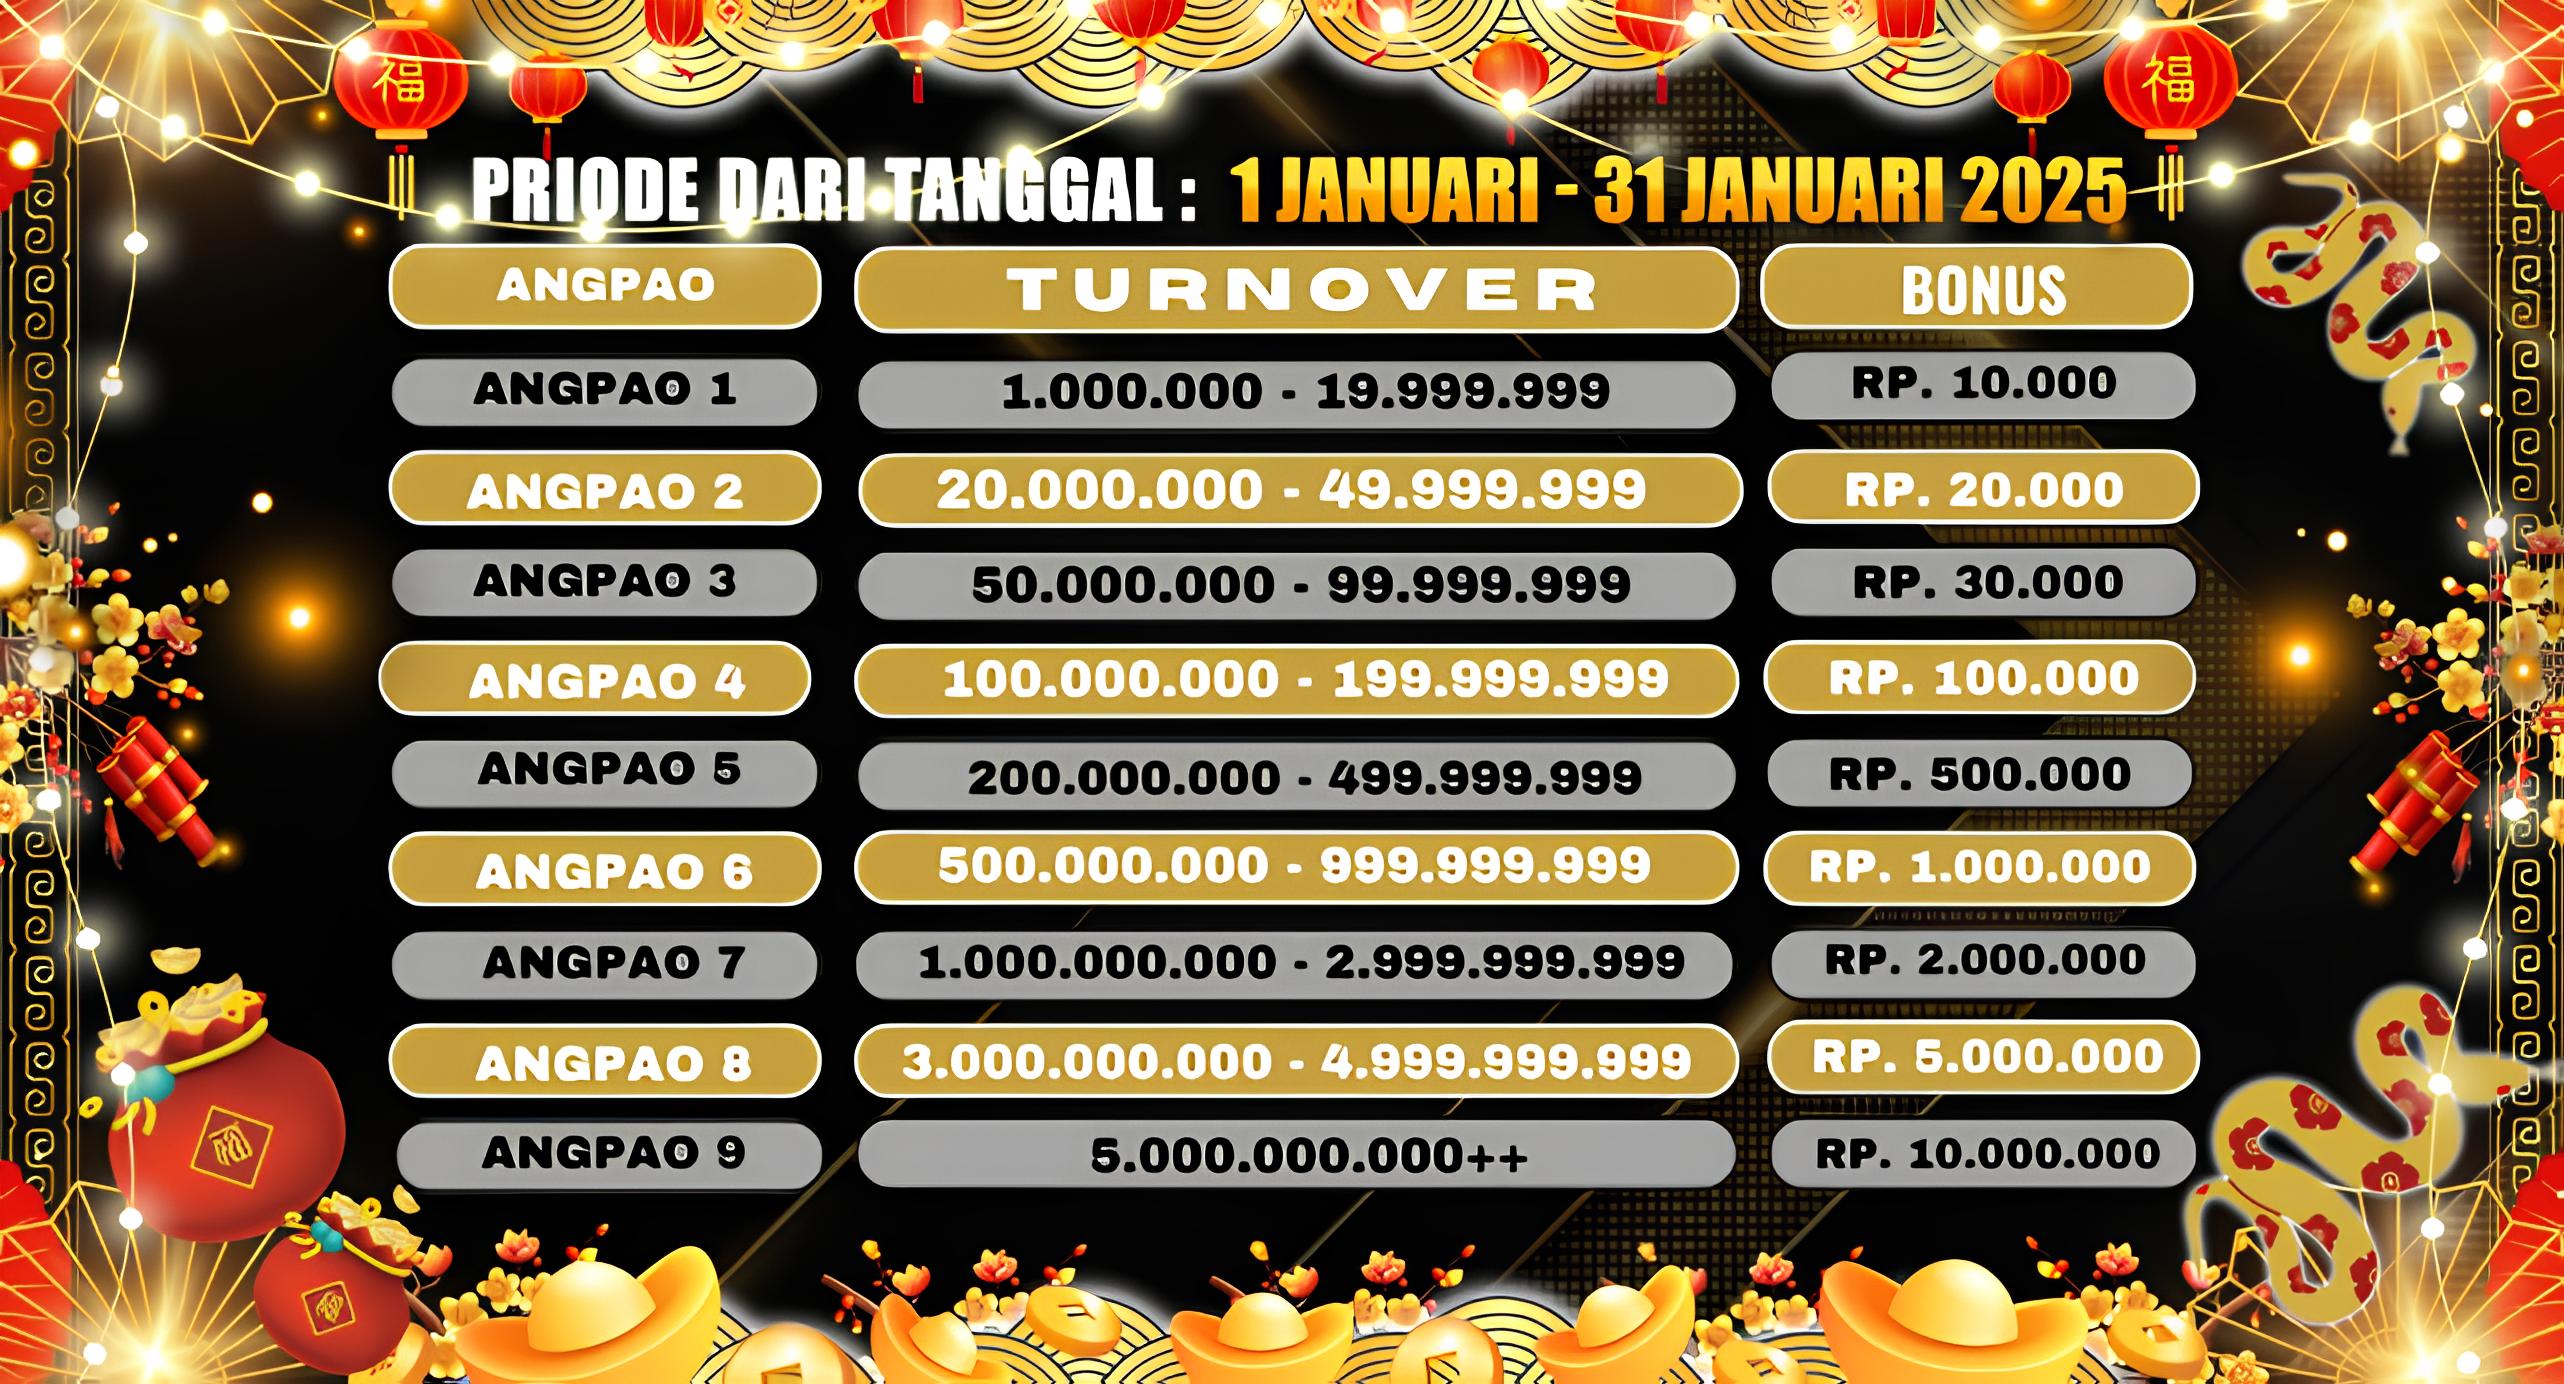 福 福
PRIODE DARI TANGGAL : 1 JANUARI - 31 JANUARI 2025
ANGPAO TURNOVER BONUS
ANGPAO 1 1.000.000 - 19.999.999 RP. 10.000
ANGPAO 2 20.000.000 - 49.999.999 RP. 20.000
ANGPAO 3 50.000.000 - 99.999.999 RP. 30.000
ANGPAO 4 100.000.000 - 199.999.999 RP. 100.000
ANGPAO 5 200.000.000 - 499.999.999 RP. 500.000
ANGPAO 6 500.000.000 - 999.999.999 RP. 1.000.000
ANGPAO 7 1.000.000.000 - 2.999.999.999 RP. 2.000.000
ANGPAO 8 3.000.000.000 - 4.999.999.999 RP. 5.000.000
ANGPAO 9 5.000.000.000++ RP. 10.000.000